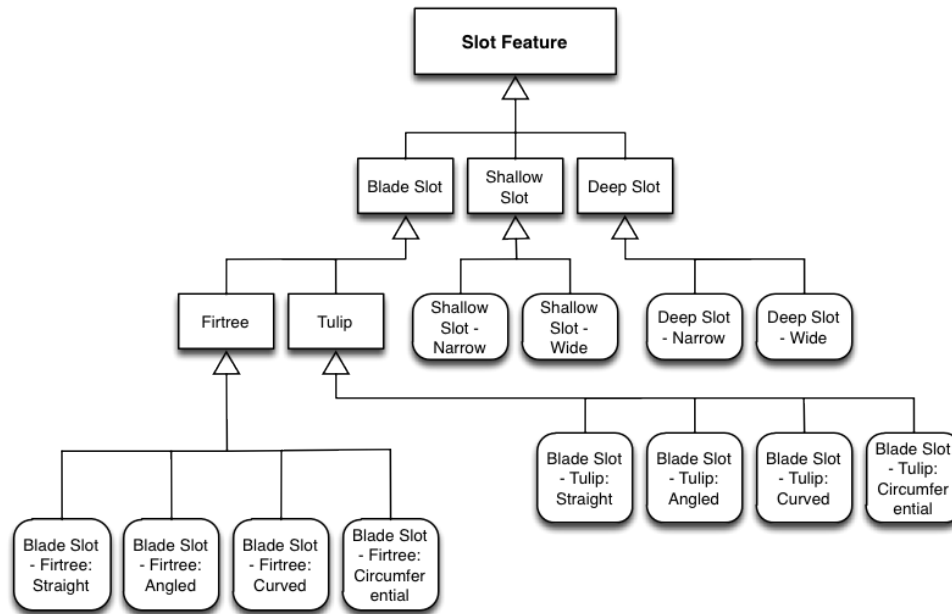 Slot Feature
Blade Slot
Shallow
Slot
Deep Slot
Firtree
Tulip
Shallow
Slot -
Narrow
Shallow
Slot -
Wide
Deep Slot
- Narrow
Deep Slot
- Wide
Blade Slot
- Tulip:
Straight
Blade Slot
- Tulip:
Angled
Blade Slot
- Tulip:
Curved
Blade Slot
- Tulip:
Circumfer
ential
Blade Slot
- Firtree:
Straight
Blade Slot
- Firtree:
Angled
Blade Slot
- Firtree:
Curved
Blade Slot
- Firtree:
Circumfer
ential